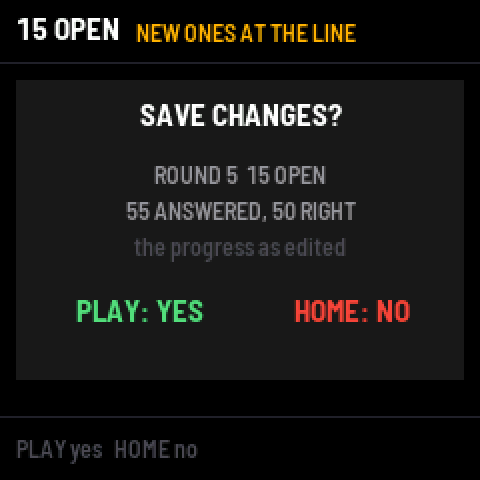 15 OPEN NEW ONES AT THE LINE
SAVE CHANGES?
ROUND 5 15 OPEN
55 ANSWERED, 50 RIGHT
the progress as edited
PLAY: YES HOME: NO
PLAY yes HOME no